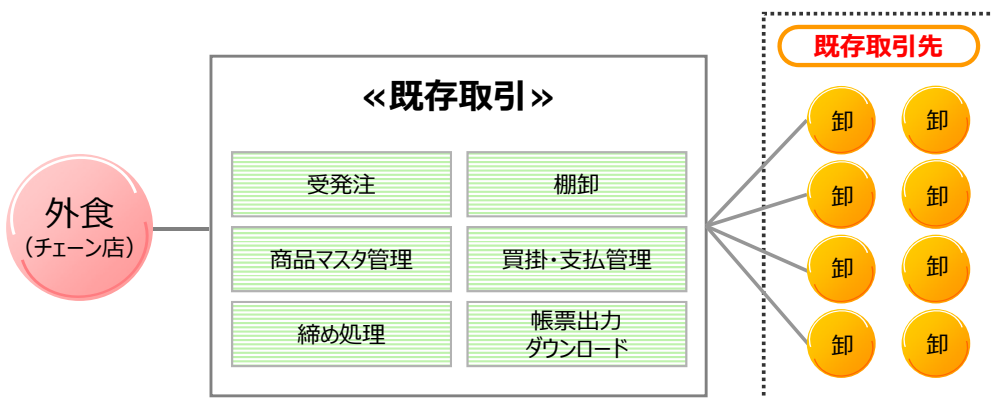 既存取引先
≪既存取引≫
外食
（チェーン店）
受発注
棚卸
商品マスタ管理
買掛・支払管理
締め処理
帳票出力
ダウンロード
卸
卸
卸
卸
卸
卸
卸
卸